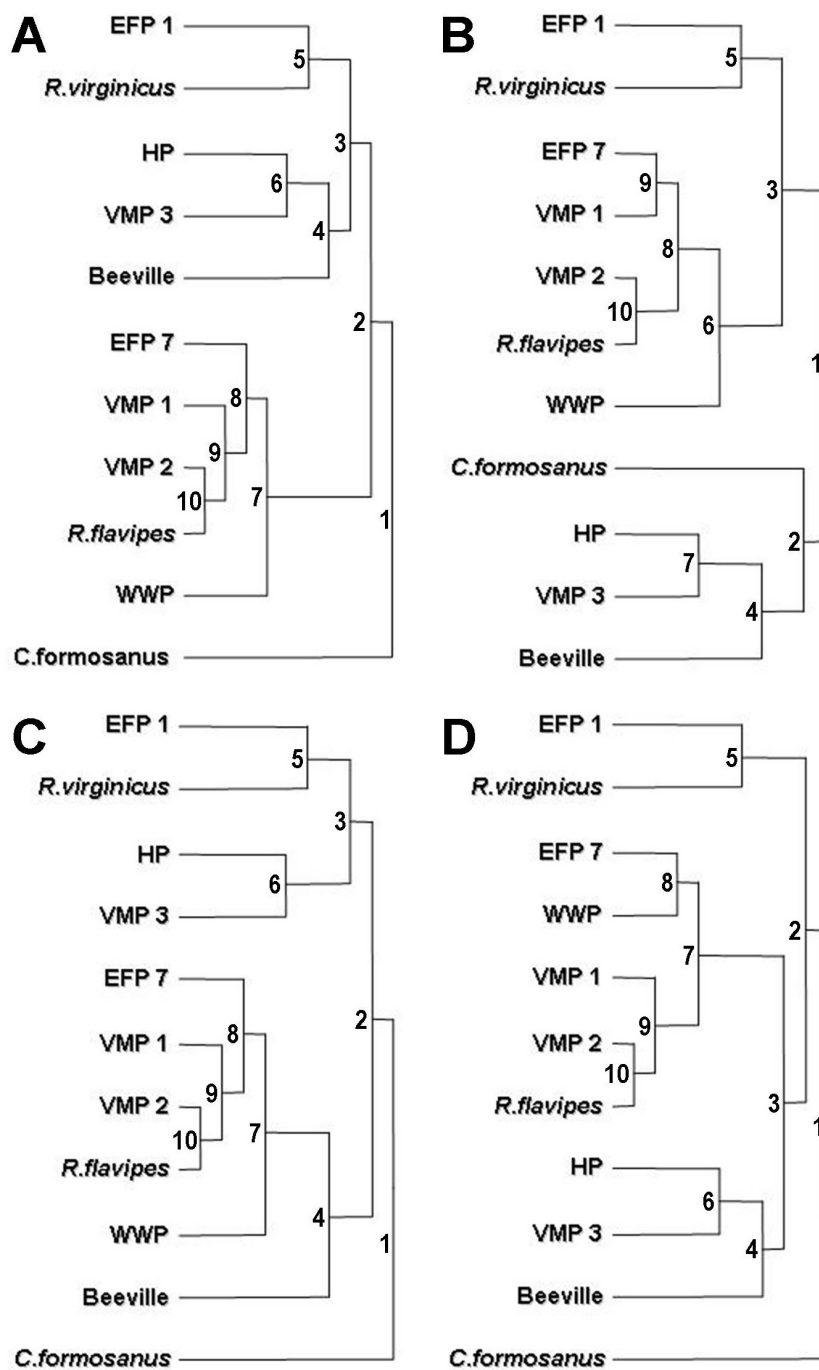 A
EFP 1
5
R.virginicus
3
HP
6
VMP 3
4
Beeville
2
EFP 7
8
VMP 1
9
VMP 2
10
7
1
R.flavipes
WWP
C.formosanus
B
EFP 1
5
R.virginicus
EFP 7
9
3
VMP 1
8
VMP 2
10
6
R.flavipes
1
WWP
C.formosanus
HP
2
7
VMP 3
4
Beeville
C
EFP 1
5
R.virginicus
3
HP
6
VMP 3
EFP 7
2
8
VMP 1
9
VMP 2
10
7
R.flavipes
4
WWP
1
Beeville
C.formosanus
D
EFP 1
5
R.virginicus
EFP 7
8
WWP
2
7
VMP 1
9
VMP 2
10
3
R.flavipes
1
HP
6
VMP 3
4
Beeville
C.formosanus